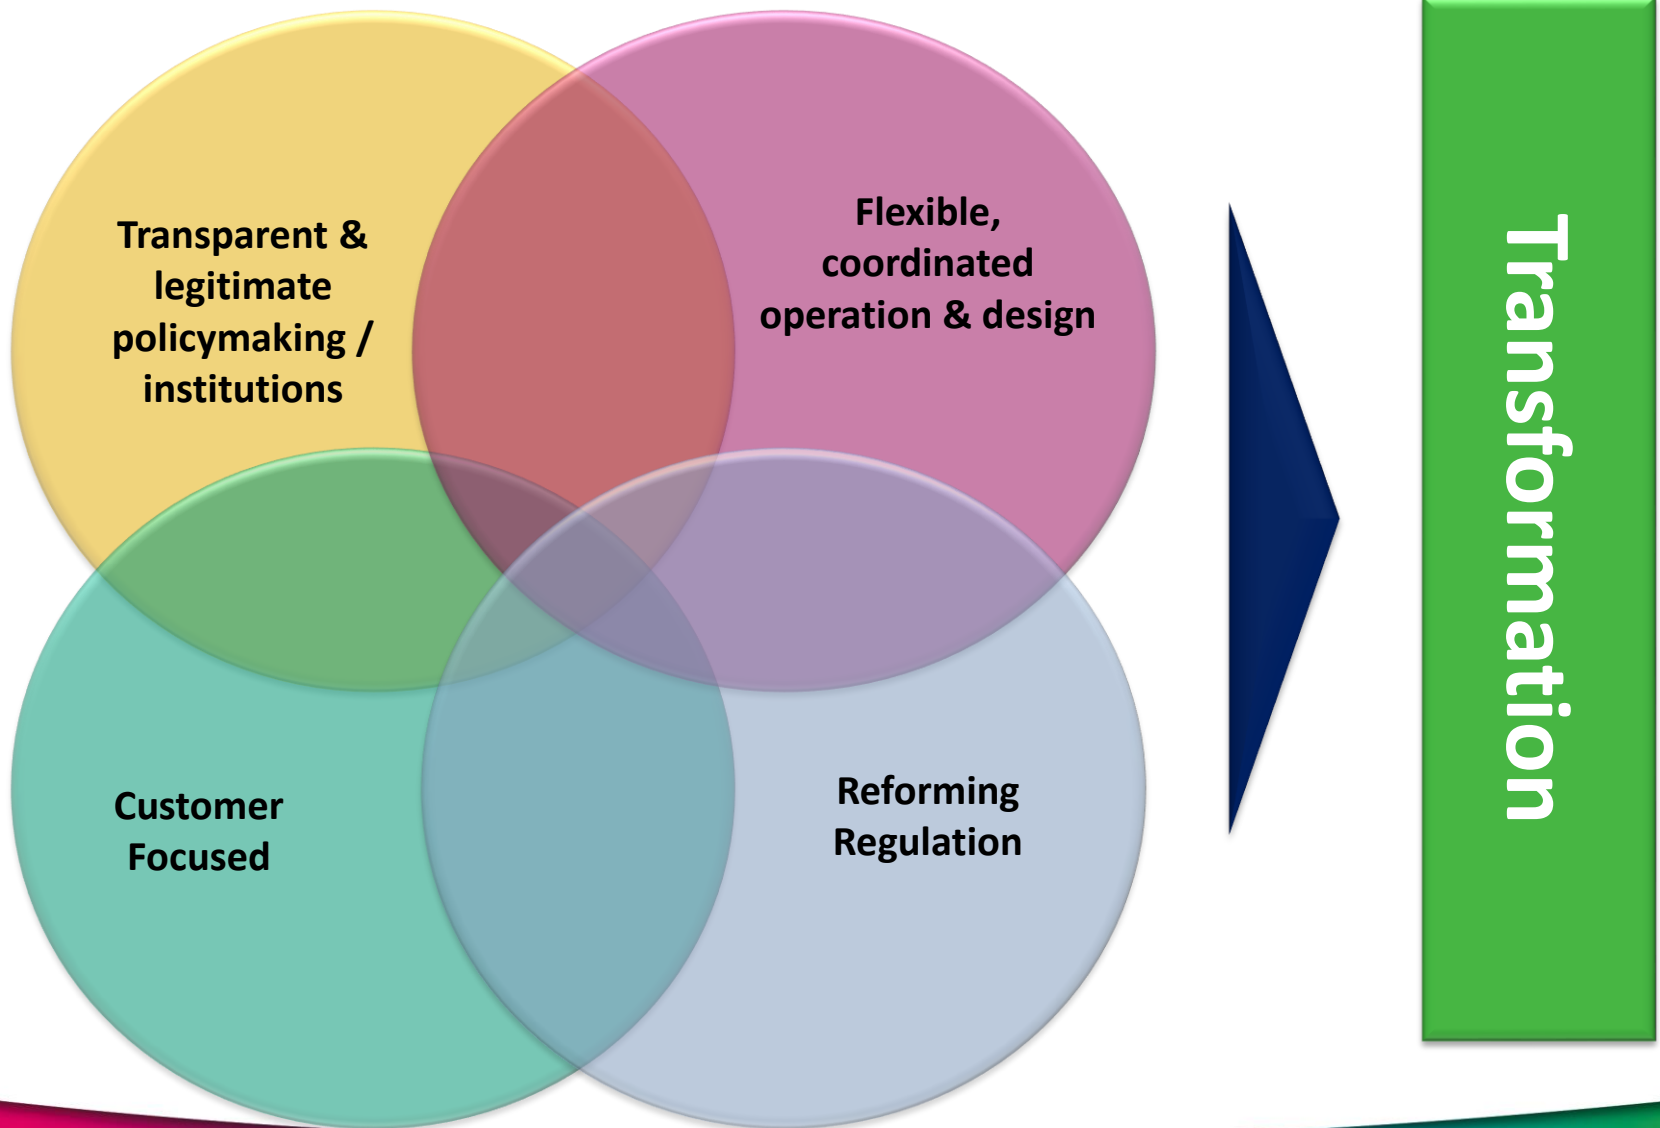 Transparent &
legitimate
policymaking /
institutions
Flexible,
coordinated
operation & design
Customer
Focused
Reforming
Regulation
Transformation